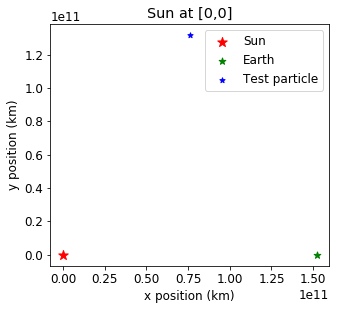 Sun at [0,0]
1e11
Sun
Earth
Test particle
y position (km)
1.2
1.0
0.8
0.6
0.4
0.2
0.0
0.00 0.25 0.50 0.75 1.00 1.25 1.50
x position (km)
1e11